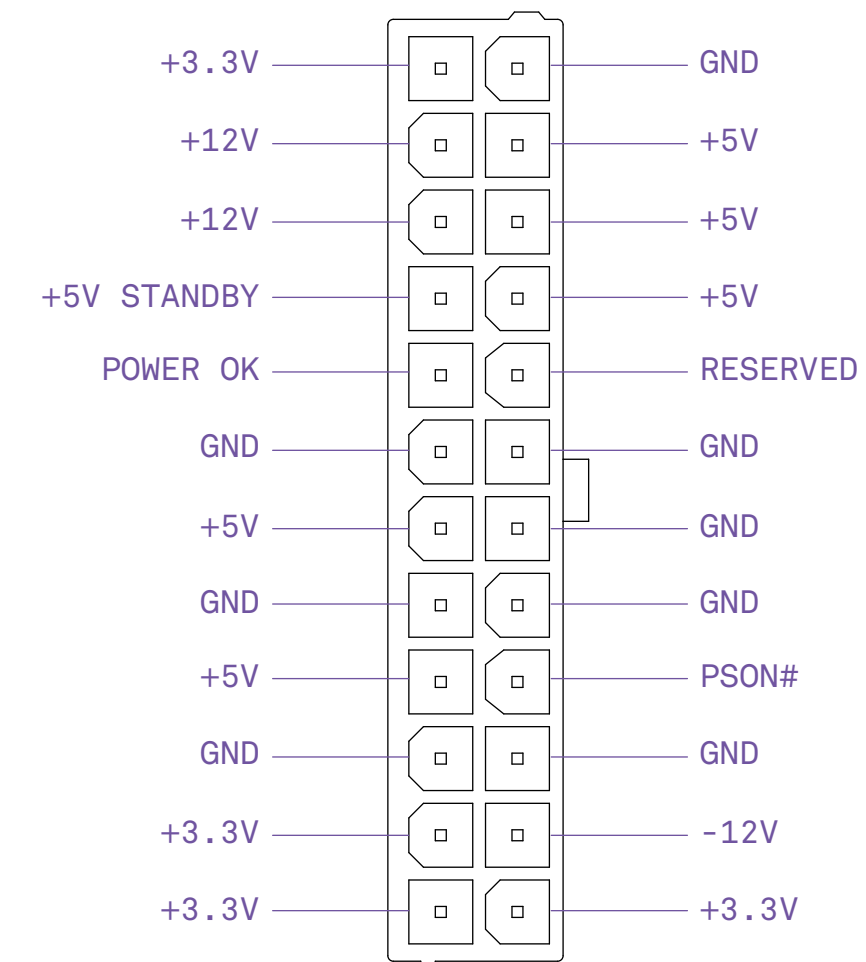 +3.3V GND
+12V +5V
+12V +5V
+5V STANDBY +5V
POWER OK RESERVED
GND GND
+5V GND
GND GND
+5V PSON#
GND GND
+3.3V -12V
+3.3V +3.3V